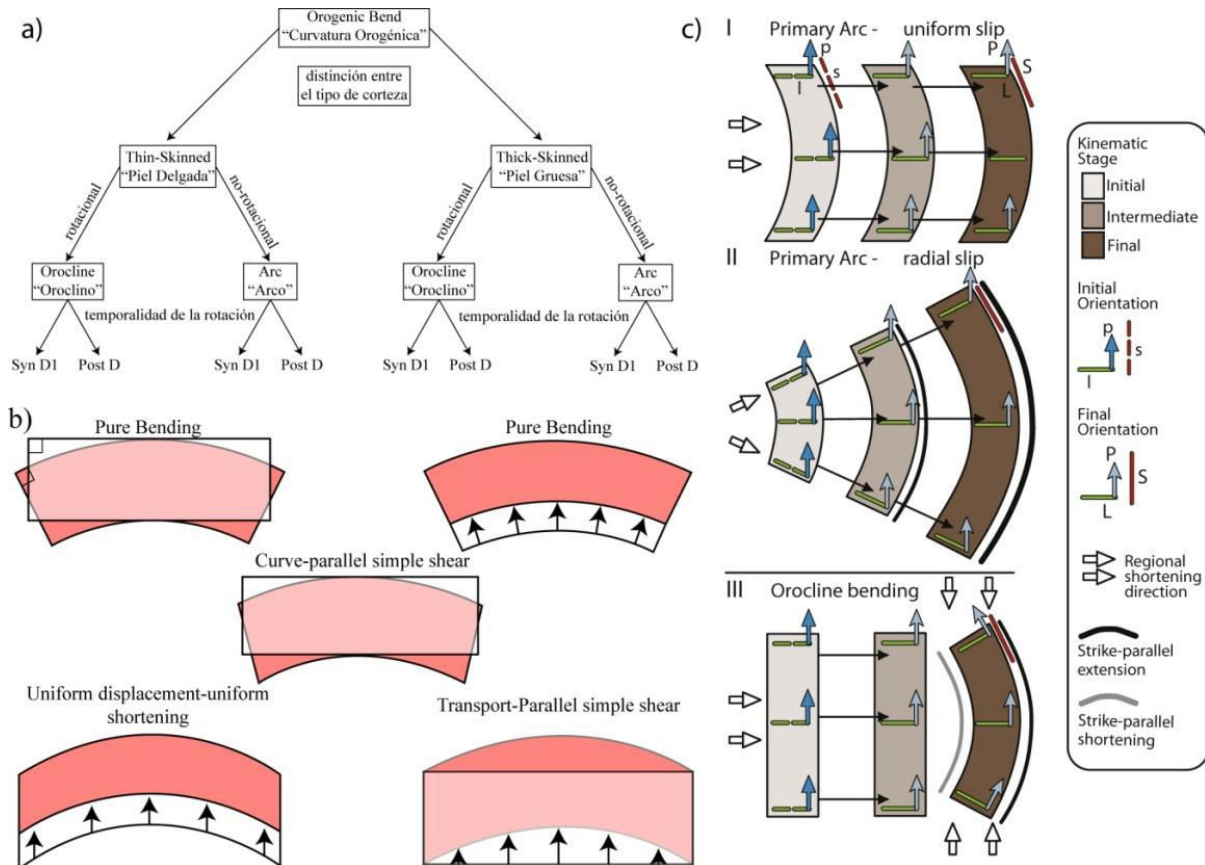 a)
Orogenic Bend
“Curvatura Orogénica”
distinción entre
el tipo de corteza
Thin-Skinned
“Piel Delgada”
Thick-Skinned
“Piel Gruesa”
rotacional
no-rotacional
rotacional
no-rotacional
Orocline
“Oroclino”
Arc
“Arco”
Orocline
“Oroclino”
Arc
“Arco”
temporalidad de la rotación
temporalidad de la rotación
Syn D1
Post D
Syn D1
Post D
Syn D1
Post D
Syn D1
Post D
b)
Pure Bending
Pure Bending
Curve-parallel simple shear
Uniform displacement-uniform
shortening
Transport-Parallel simple shear
c)
I Primary Arc - uniform slip
p
s
l
P
S
L
II Primary Arc - radial slip
III Orocline bending
Kinematic
Stage
Initial
Intermediate
Final
Initial
Orientation
p
s
l
Final
Orientation
P
S
L
Regional
shortening
direction
Strike-parallel
extension
Strike-parallel
shortening